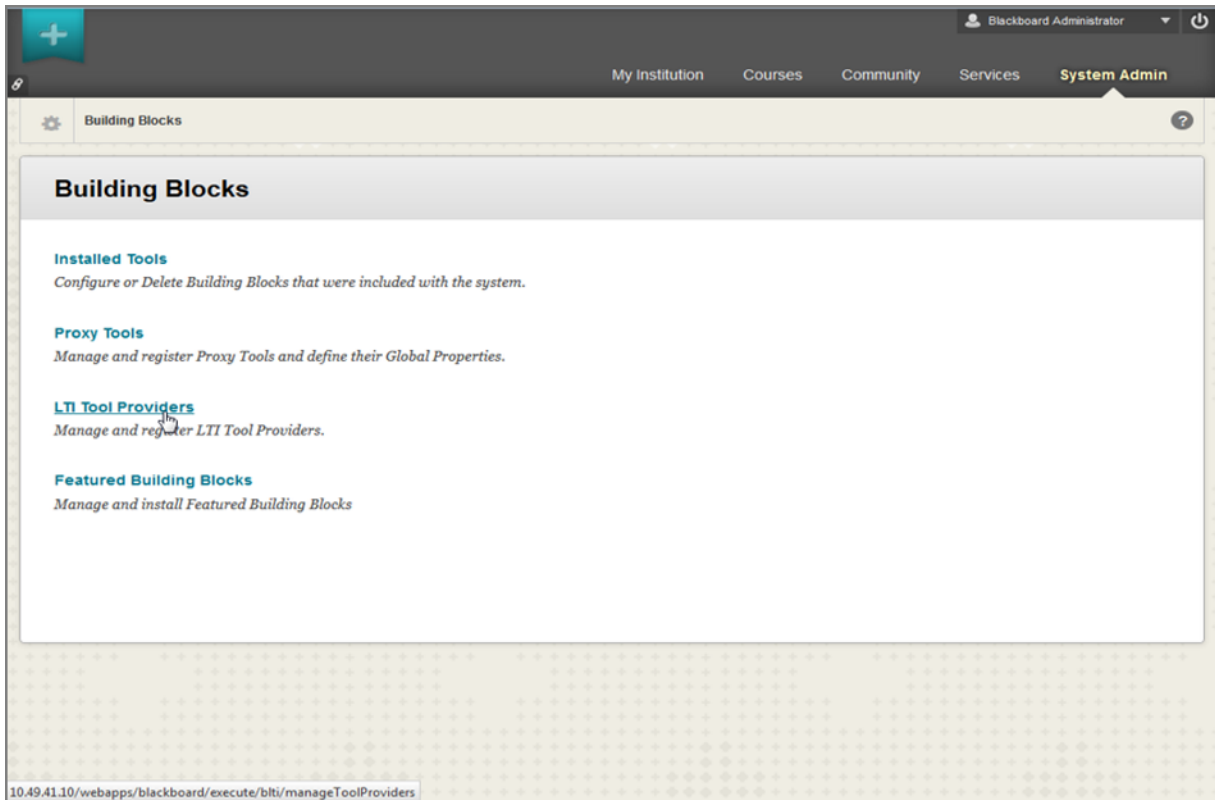 Blackboard Administrator
My Institution Courses Community Services System Admin
Building Blocks
?
Building Blocks
Installed Tools
Configure or Delete Building Blocks that were included with the system.
Proxy Tools
Manage and register Proxy Tools and define their Global Properties.
LTI Tool Providers
Manage and register LTI Tool Providers.
Featured Building Blocks
Manage and install Featured Building Blocks
10.49.41.10/webapps/blackboard/execute/blti/manageToolProviders